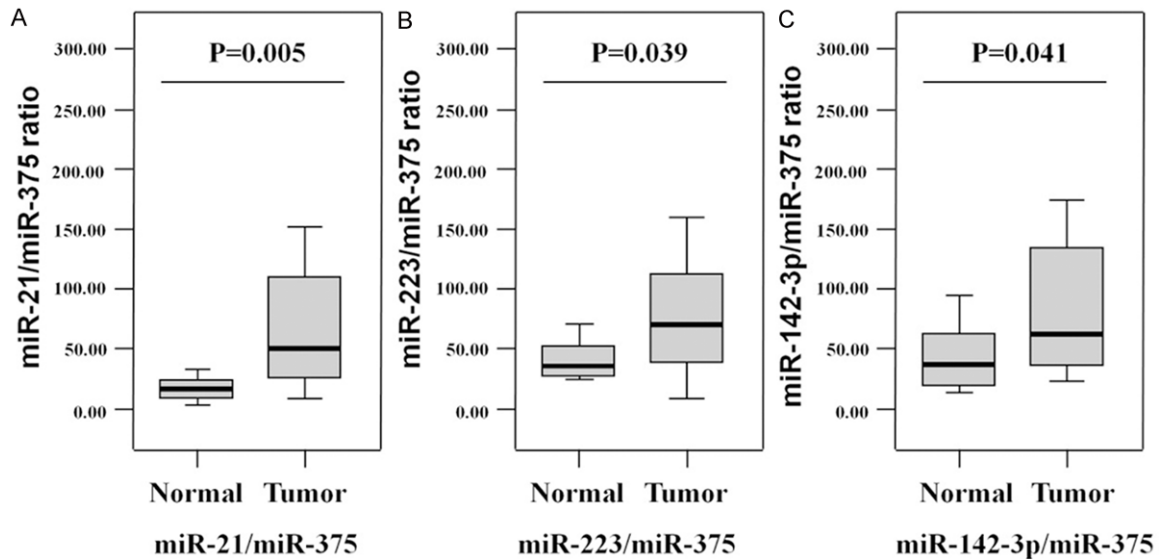 A
miR-21/miR-375 ratio
300.00
250.00
200.00
150.00
100.00
50.00
0.00
P=0.005
Normal Tumor
miR-21/miR-375
B
miR-223/miR-375 ratio
300.00
250.00
200.00
150.00
100.00
50.00
0.00
P=0.039
Normal Tumor
miR-223/miR-375
C
miR-142-3p/miR-375 ratio
300.00
250.00
200.00
150.00
100.00
50.00
0.00
P=0.041
Normal Tumor
miR-142-3p/miR-375